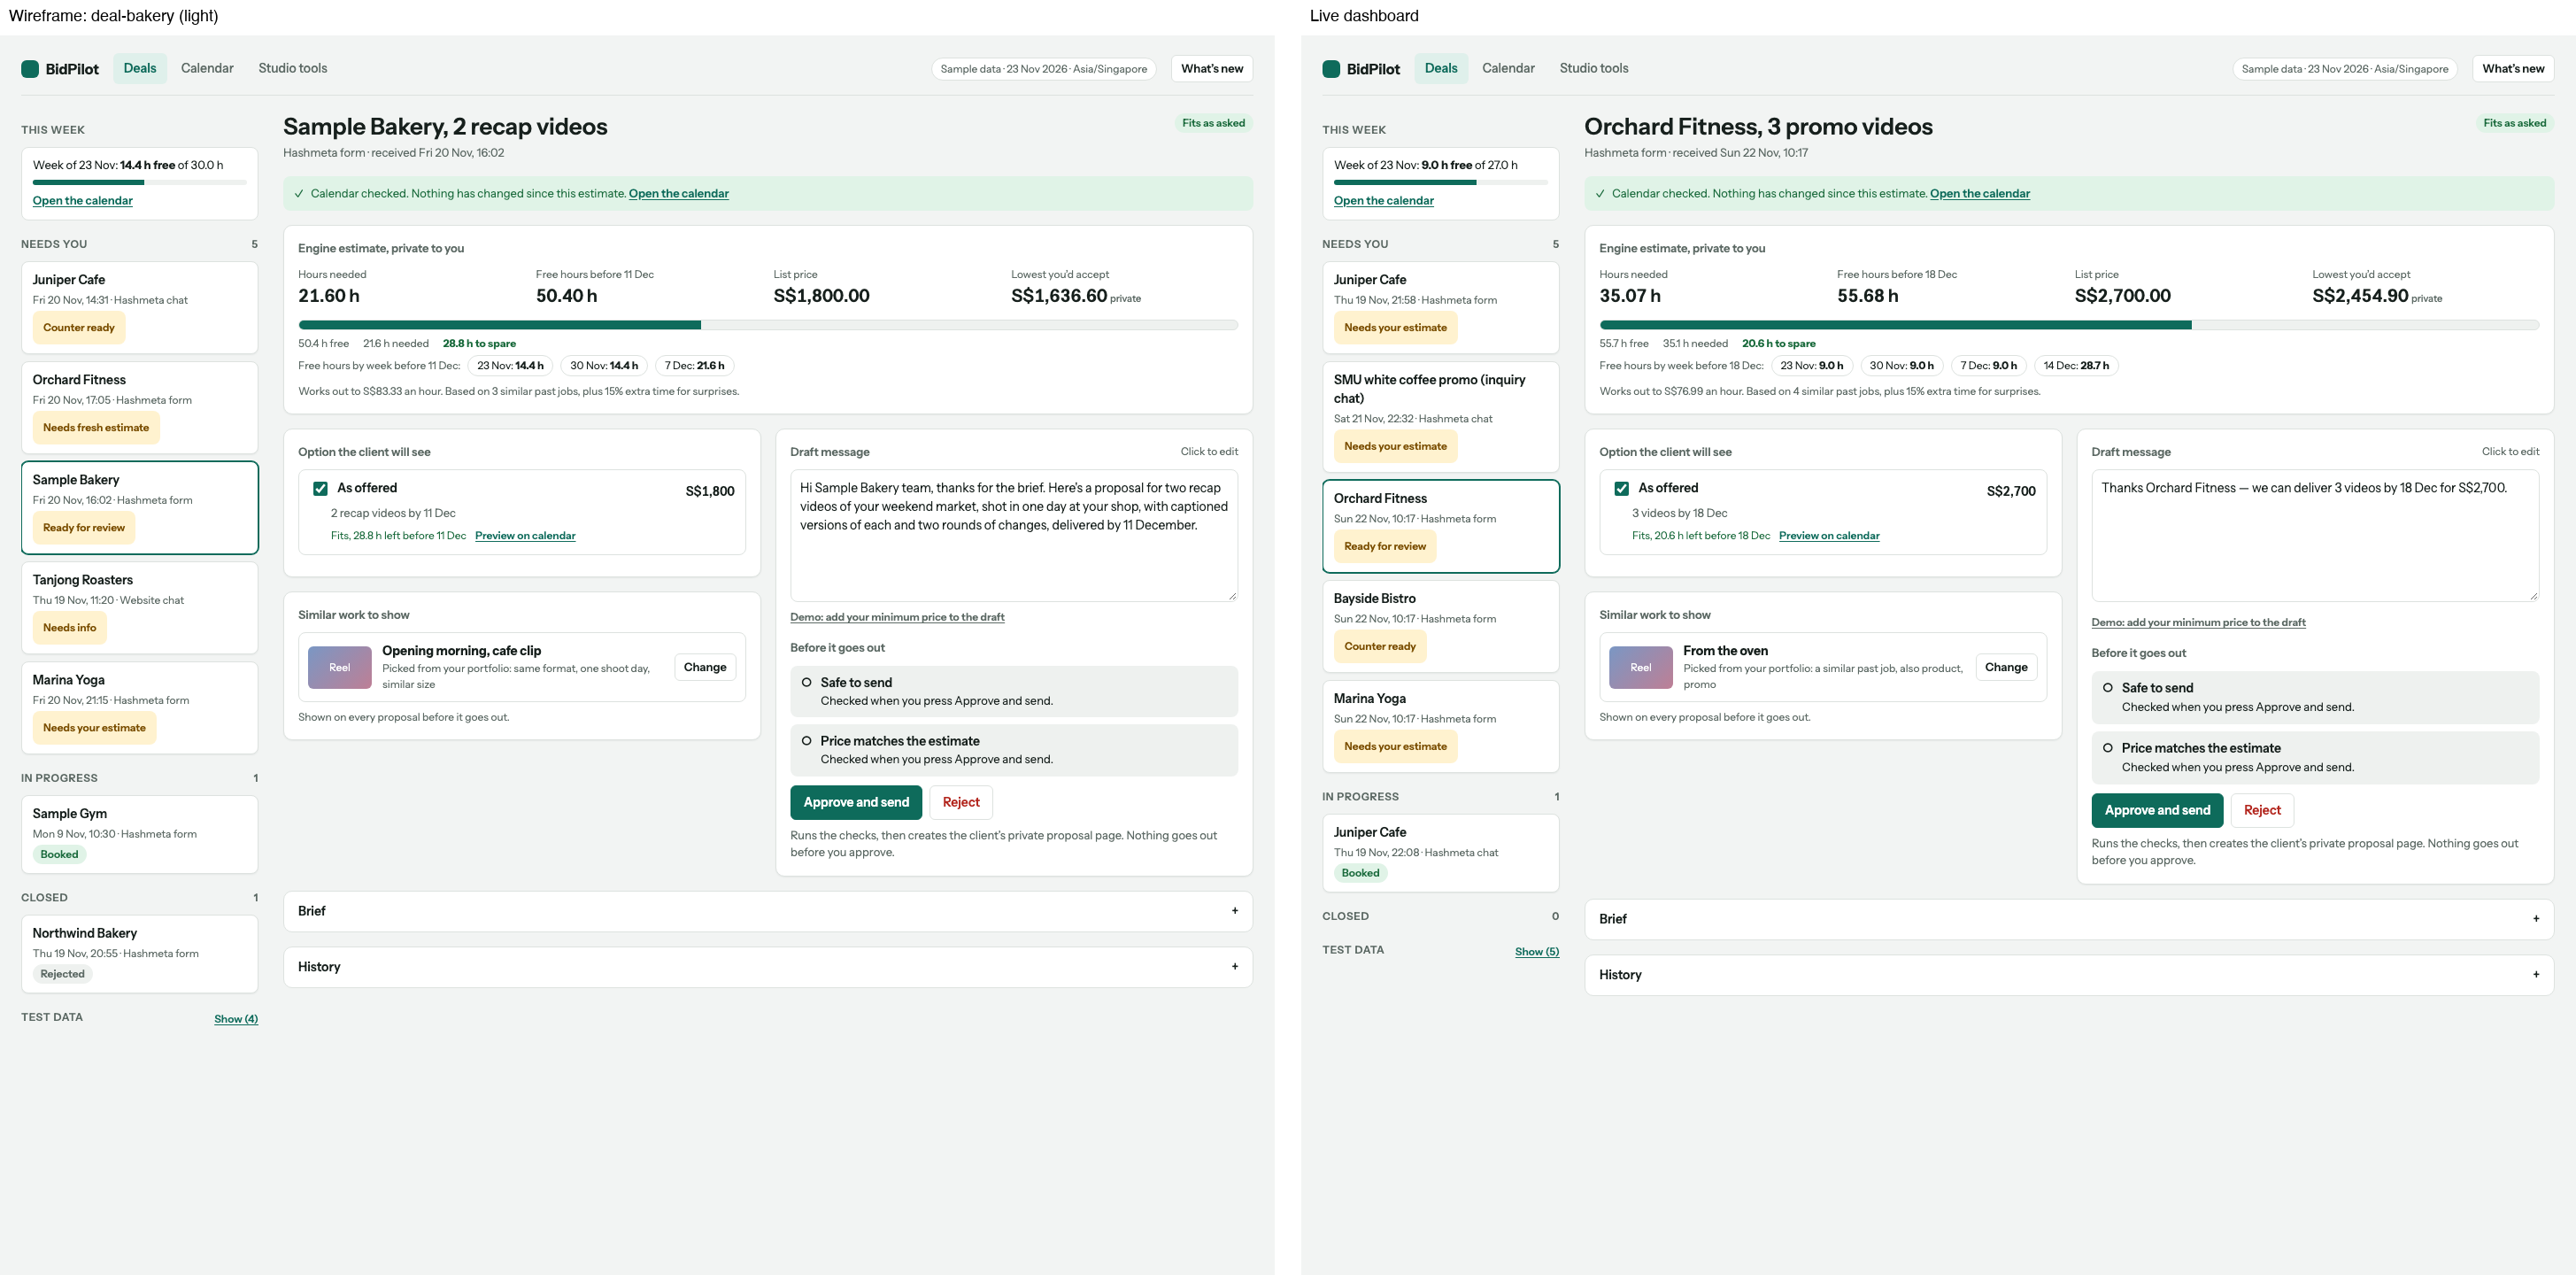 Wireframe: deal-bakery (light)
BidPilot
Deals
Calendar
Studio tools
Sample data · 23 Nov 2026 · Asia/Singapore
What's new
THIS WEEK
Week of 23 Nov: 14.4 h free of 30.0 h
Open the calendar
NEEDS YOU 5
Juniper Cafe
Fri 20 Nov, 14:31 · Hashmeta chat
Counter ready
Orchard Fitness
Fri 20 Nov, 17:05 · Hashmeta form
Needs fresh estimate
Sample Bakery
Fri 20 Nov, 16:02 · Hashmeta form
Ready for review
Tanjong Roasters
Thu 19 Nov, 11:20 · Website chat
Needs info
Marina Yoga
Fri 20 Nov, 21:15 · Hashmeta form
Needs your estimate
IN PROGRESS 1
Sample Gym
Mon 9 Nov, 10:30 · Hashmeta form
Booked
CLOSED 1
Northwind Bakery
Thu 19 Nov, 20:55 · Hashmeta form
Rejected
TEST DATA Show (4)
Sample Bakery, 2 recap videos
Fits as asked
Hashmeta form · received Fri 20 Nov, 16:02
✓ Calendar checked. Nothing has changed since this estimate. Open the calendar
Engine estimate, private to you
Hours needed
21.60 h
Free hours before 11 Dec
50.40 h
List price
S$1,800.00
Lowest you'd accept
S$1,636.60 private
50.4 h free 21.6 h needed 28.8 h to spare
Free hours by week before 11 Dec: 23 Nov: 14.4 h 30 Nov: 14.4 h 7 Dec: 21.6 h
Works out to S$83.33 an hour. Based on 3 similar past jobs, plus 15% extra time for surprises.
Option the client will see
As offered S$1,800
2 recap videos by 11 Dec
Fits, 28.8 h left before 11 Dec Preview on calendar
Similar work to show
Reel
Opening morning, cafe clip
Picked from your portfolio: same format, one shoot day,
similar size
Change
Shown on every proposal before it goes out.
Draft message Click to edit
Hi Sample Bakery team, thanks for the brief. Here's a proposal for two recap
videos of your weekend market, shot in one day at your shop, with captioned
versions of each and two rounds of changes, delivered by 11 December.
Demo: add your minimum price to the draft
Before it goes out
Safe to send
Checked when you press Approve and send.
Price matches the estimate
Checked when you press Approve and send.
Approve and send
Reject
Runs the checks, then creates the client's private proposal page. Nothing goes out
before you approve.
Brief +
History +
Live dashboard
BidPilot
Deals
Calendar
Studio tools
Sample data · 23 Nov 2026 · Asia/Singapore
What's new
THIS WEEK
Week of 23 Nov: 9.0 h free of 27.0 h
Open the calendar
NEEDS YOU 5
Juniper Cafe
Thu 19 Nov, 21:58 · Hashmeta form
Needs your estimate
SMU white coffee promo (inquiry
chat)
Sat 21 Nov, 22:32 · Hashmeta chat
Needs your estimate
Orchard Fitness
Sun 22 Nov, 10:17 · Hashmeta form
Ready for review
Bayside Bistro
Sun 22 Nov, 10:17 · Hashmeta form
Counter ready
Marina Yoga
Sun 22 Nov, 10:17 · Hashmeta form
Needs your estimate
IN PROGRESS 1
Juniper Cafe
Thu 19 Nov, 22:08 · Hashmeta chat
Booked
CLOSED 0
TEST DATA Show (5)
Orchard Fitness, 3 promo videos
Fits as asked
Hashmeta form · received Sun 22 Nov, 10:17
✓ Calendar checked. Nothing has changed since this estimate. Open the calendar
Engine estimate, private to you
Hours needed
35.07 h
Free hours before 18 Dec
55.68 h
List price
S$2,700.00
Lowest you'd accept
S$2,454.90 private
55.7 h free 35.1 h needed 20.6 h to spare
Free hours by week before 18 Dec: 23 Nov: 9.0 h 30 Nov: 9.0 h 7 Dec: 9.0 h 14 Dec: 28.7 h
Works out to S$76.99 an hour. Based on 4 similar past jobs, plus 15% extra time for surprises.
Option the client will see
As offered S$2,700
3 videos by 18 Dec
Fits, 20.6 h left before 18 Dec Preview on calendar
Similar work to show
Reel
From the oven
Picked from your portfolio: a similar past job, also product,
promo
Change
Shown on every proposal before it goes out.
Draft message Click to edit
Thanks Orchard Fitness — we can deliver 3 videos by 18 Dec for S$2,700.
Demo: add your minimum price to the draft
Before it goes out
Safe to send
Checked when you press Approve and send.
Price matches the estimate
Checked when you press Approve and send.
Approve and send
Reject
Runs the checks, then creates the client's private proposal page. Nothing goes out
before you approve.
Brief +
History +